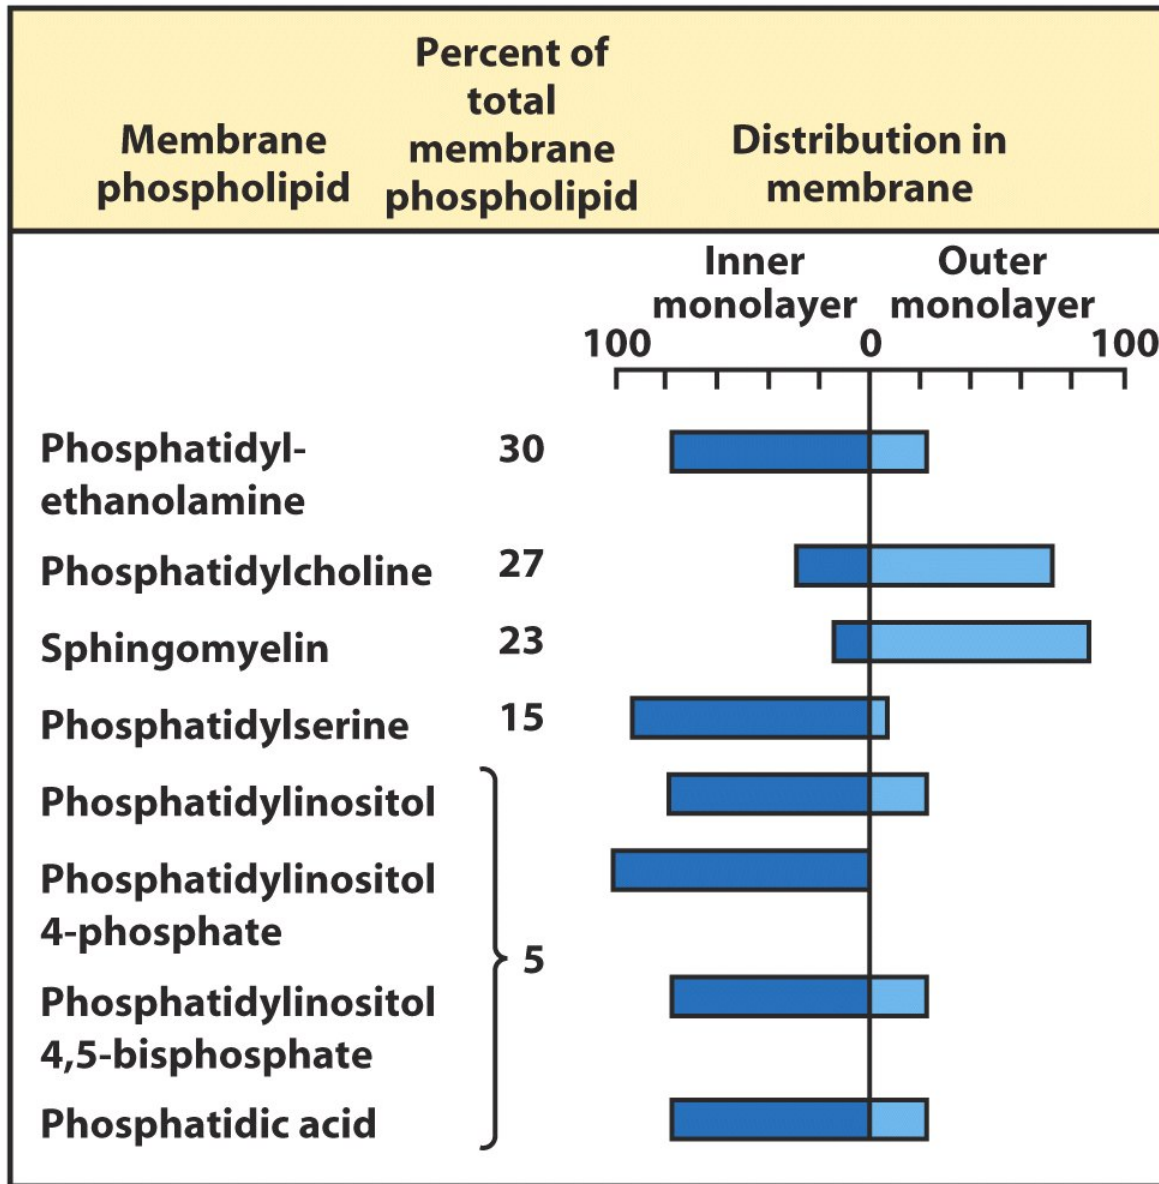 Membrane
phospholipid
Percent of
total
membrane
phospholipid
Distribution in
membrane
Inner
monolayer
Outer
monolayer
100 0 100
Phosphatidyl-
ethanolamine
30
Phosphatidylcholine 27
Sphingomyelin 23
Phosphatidylserine 15
Phosphatidylinositol
Phosphatidylinositol
4-phosphate
5
Phosphatidylinositol
4,5-bisphosphate
Phosphatidic acid